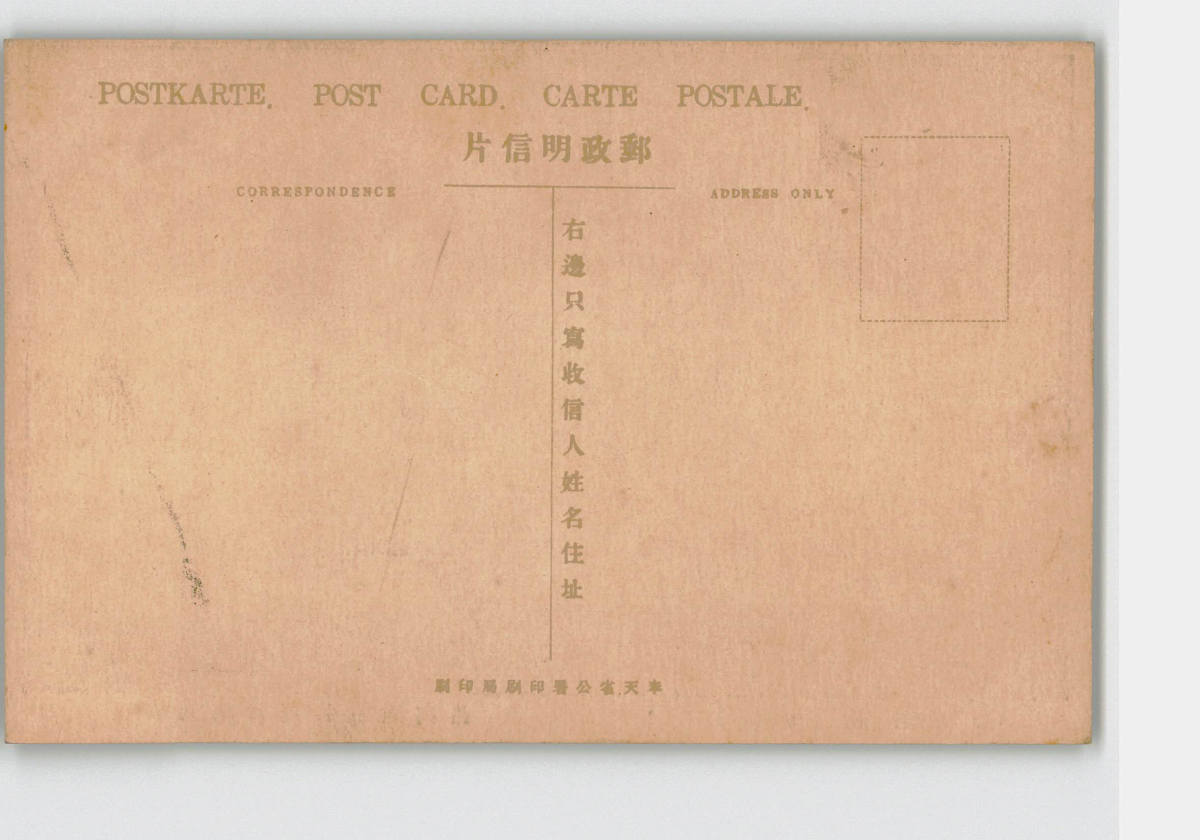 POSTKARTE. POST CARD. CARTE POSTALE.
郵政明信片
CORRESPONDENCE
ADDRESS ONLY
右邊只寫收信人姓名住址
奉天省公署印刷局印刷